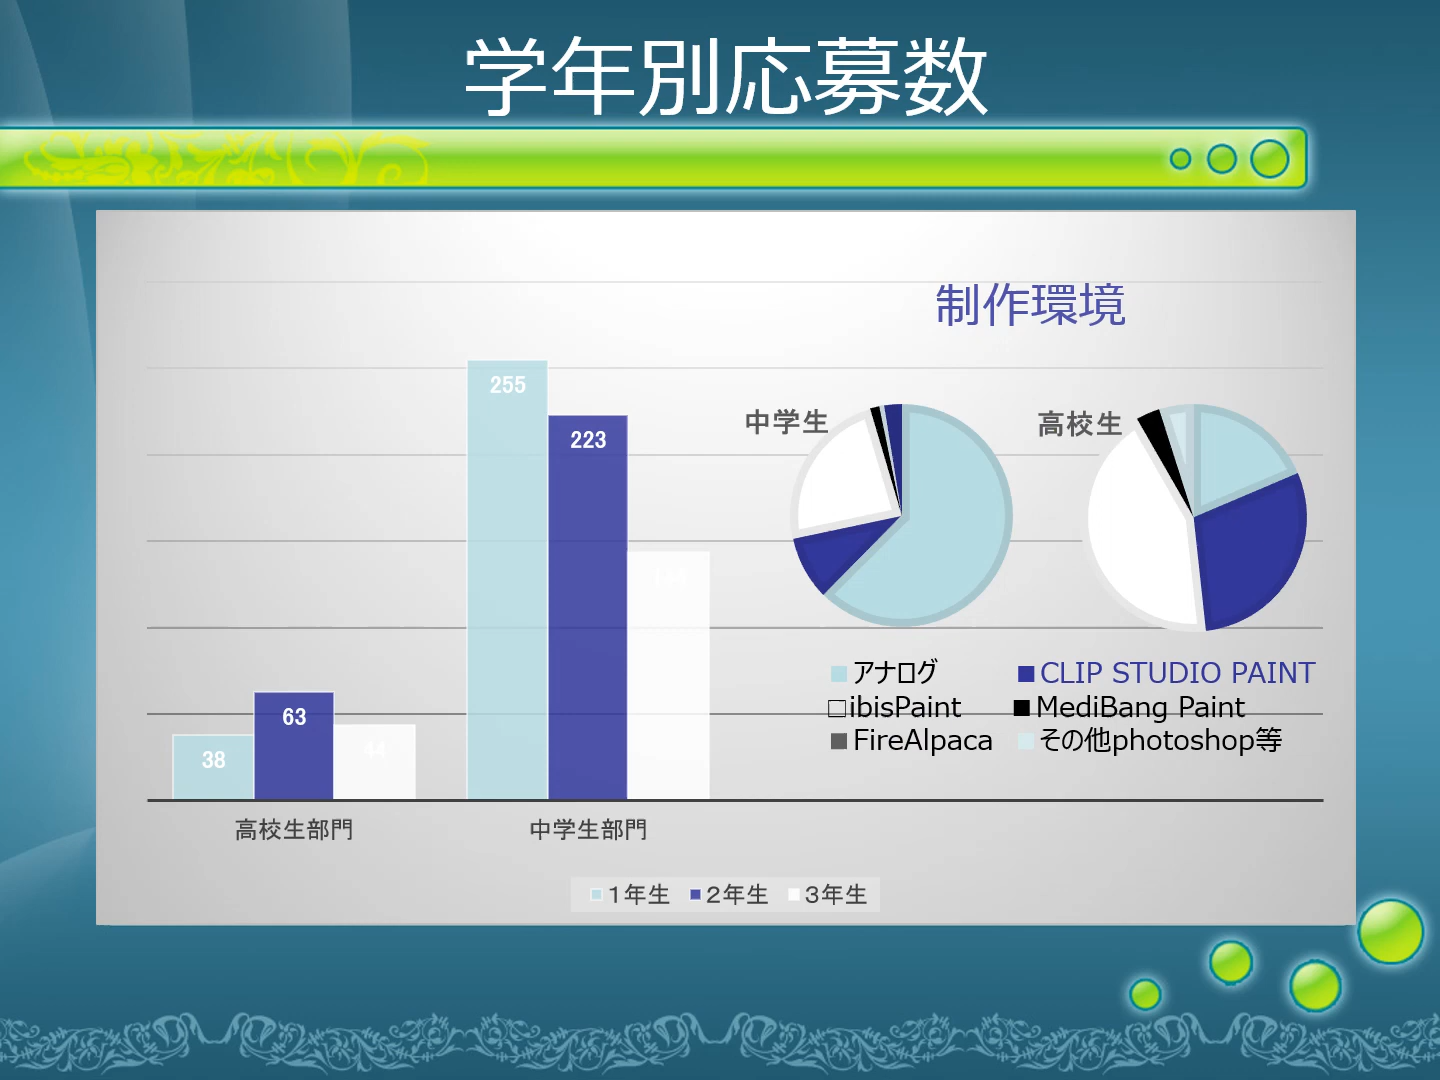 学年別応募数
制作環境
255
223
63
38
44
中学生
高校生
アナログ
CLIP STUDIO PAINT
ibisPaint
MediBang Paint
FireAlpaca
その他photoshop等
高校生部門
中学生部門
1年生
2年生
3年生